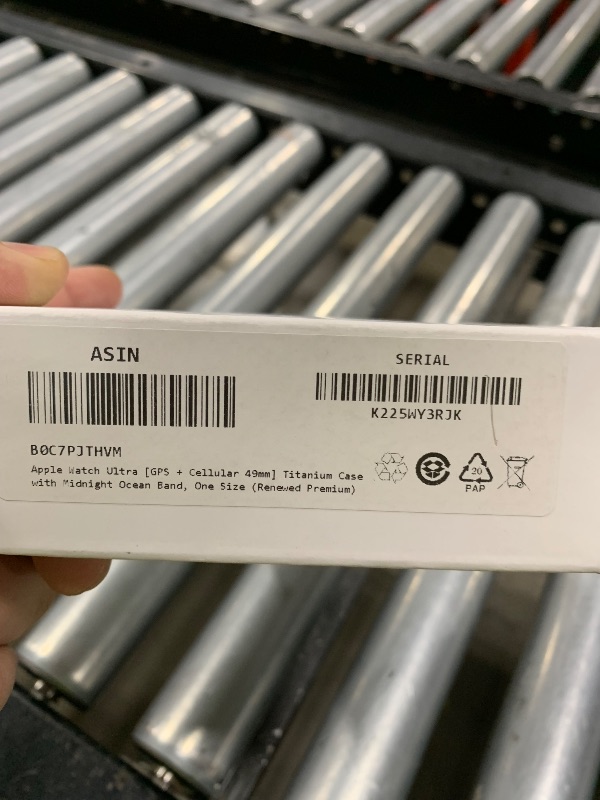 ASIN
SERIAL
K225WY3RJK
B0C7PJTHVM
Apple Watch Ultra [GPS + Cellular 49mm] Titanium Case
with Midnight Ocean Band, One Size (Renewed Premium)
20
PAP